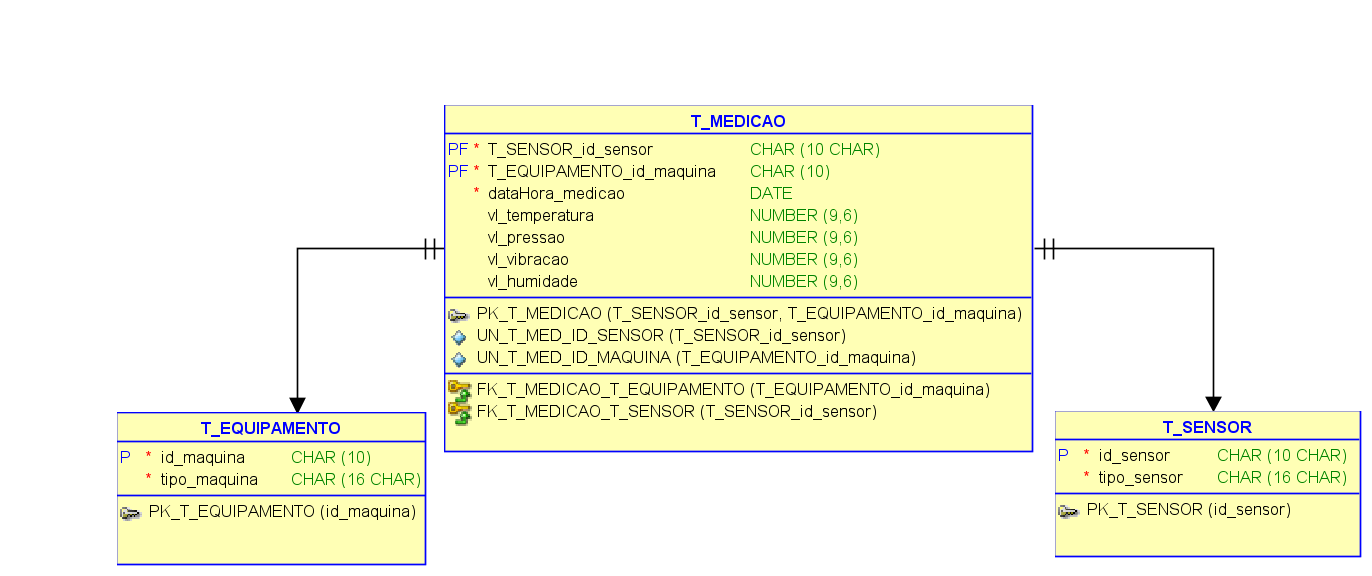 T_MEDICAO
PF * T_SENSOR_id_sensor CHAR (10 CHAR)
PF * T_EQUIPAMENTO_id_maquina CHAR (10)
* dataHora_medicao DATE
vl_temperatura NUMBER (9,6)
vl_pressao NUMBER (9,6)
vl_vibracao NUMBER (9,6)
vl_humidade NUMBER (9,6)
PK_T_MEDICAO (T_SENSOR_id_sensor, T_EQUIPAMENTO_id_maquina)
UN_T_MED_ID_SENSOR (T_SENSOR_id_sensor)
UN_T_MED_ID_MAQUINA (T_EQUIPAMENTO_id_maquina)
FK_T_MEDICAO_T_EQUIPAMENTO (T_EQUIPAMENTO_id_maquina)
FK_T_MEDICAO_T_SENSOR (T_SENSOR_id_sensor)
T_EQUIPAMENTO
P * id_maquina CHAR (10)
* tipo_maquina CHAR (16 CHAR)
PK_T_EQUIPAMENTO (id_maquina)
T_SENSOR
P * id_sensor CHAR (10 CHAR)
* tipo_sensor CHAR (16 CHAR)
PK_T_SENSOR (id_sensor)